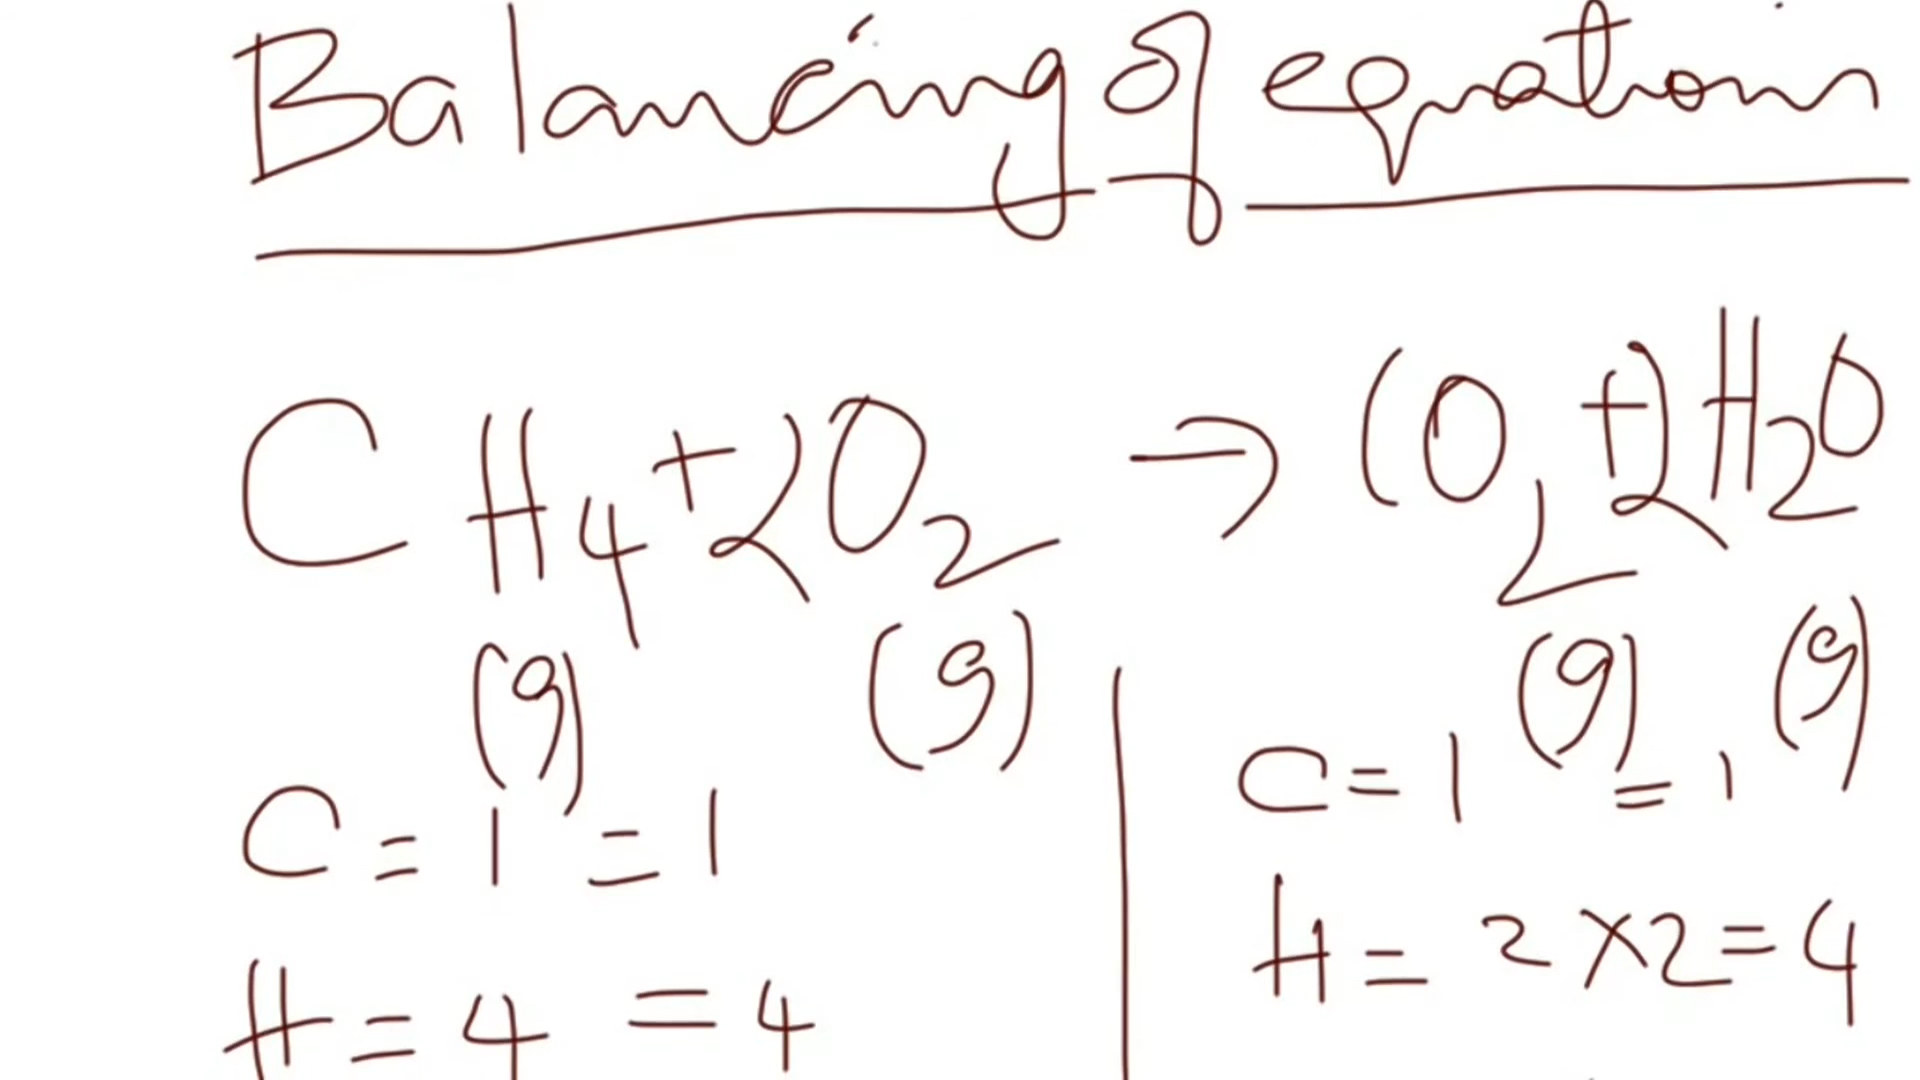 Balancing of equation
CH₄ + 2O₂ → CO₂ + 2H₂O
(g) (g) (g) (g)
C = 1 = 1 C = 1 = 1
H = 4 = 4 H = 2 × 2 = 4